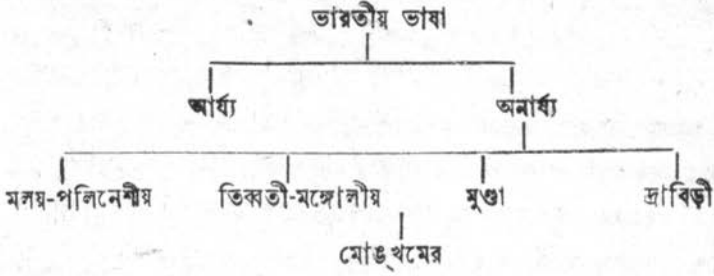 ভারতীয় ভাষা
আর্য্য অনার্য্য
মলয়-পলিনেশীয় তিব্বতী-মঙ্গোলীয় মুণ্ডা দ্রাবিড়ী
মোঙ্খমের